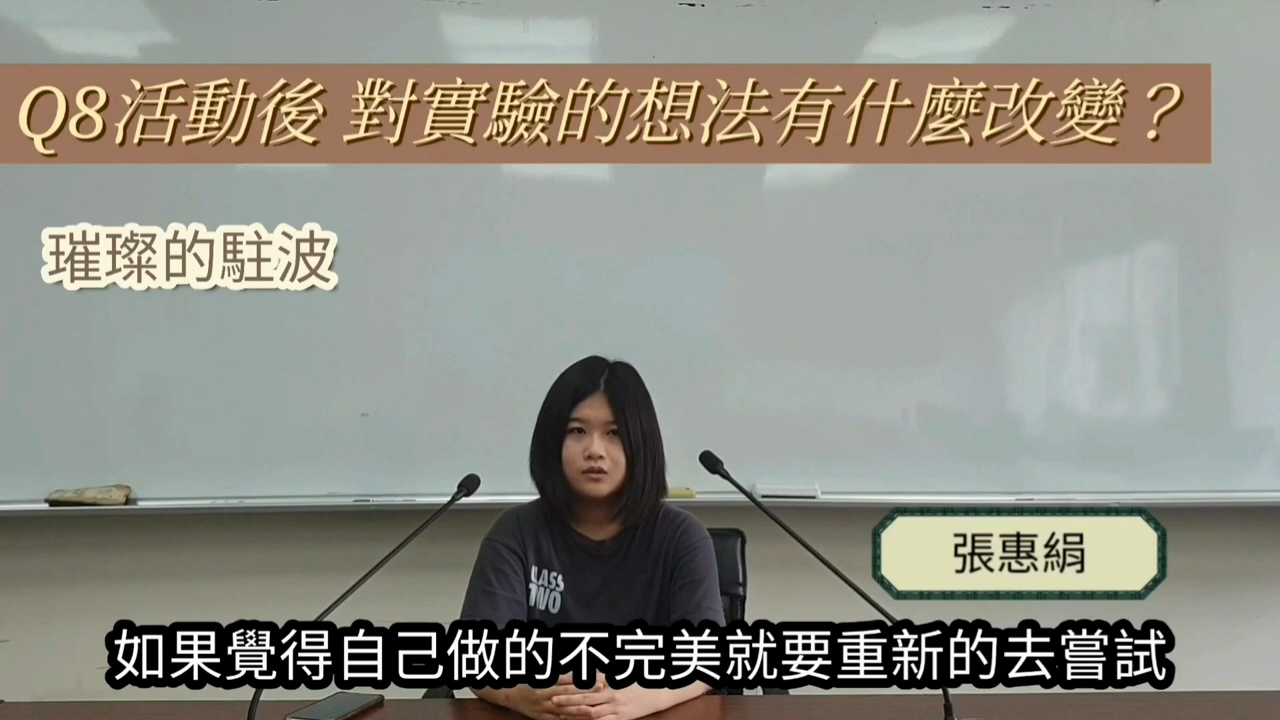 Q8活動後 對實驗的想法有什麼改變？
璀璨的駐波
CLASS
TWO
張惠絹
如果覺得自己做的不完美就要重新的去嘗試